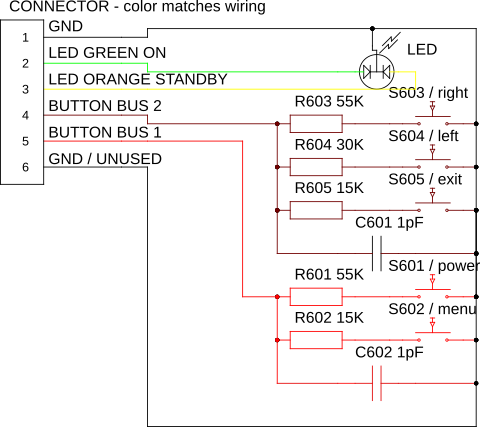 CONNECTOR - color matches wiring
1 GND
2 LED GREEN ON
3 LED ORANGE STANDBY
4 BUTTON BUS 2
5 BUTTON BUS 1
6 GND / UNUSED
LED
R603 55K S603 / right
R604 30K S604 / left
R605 15K S605 / exit
C601 1pF
R601 55K S601 / power
R602 15K S602 / menu
C602 1pF